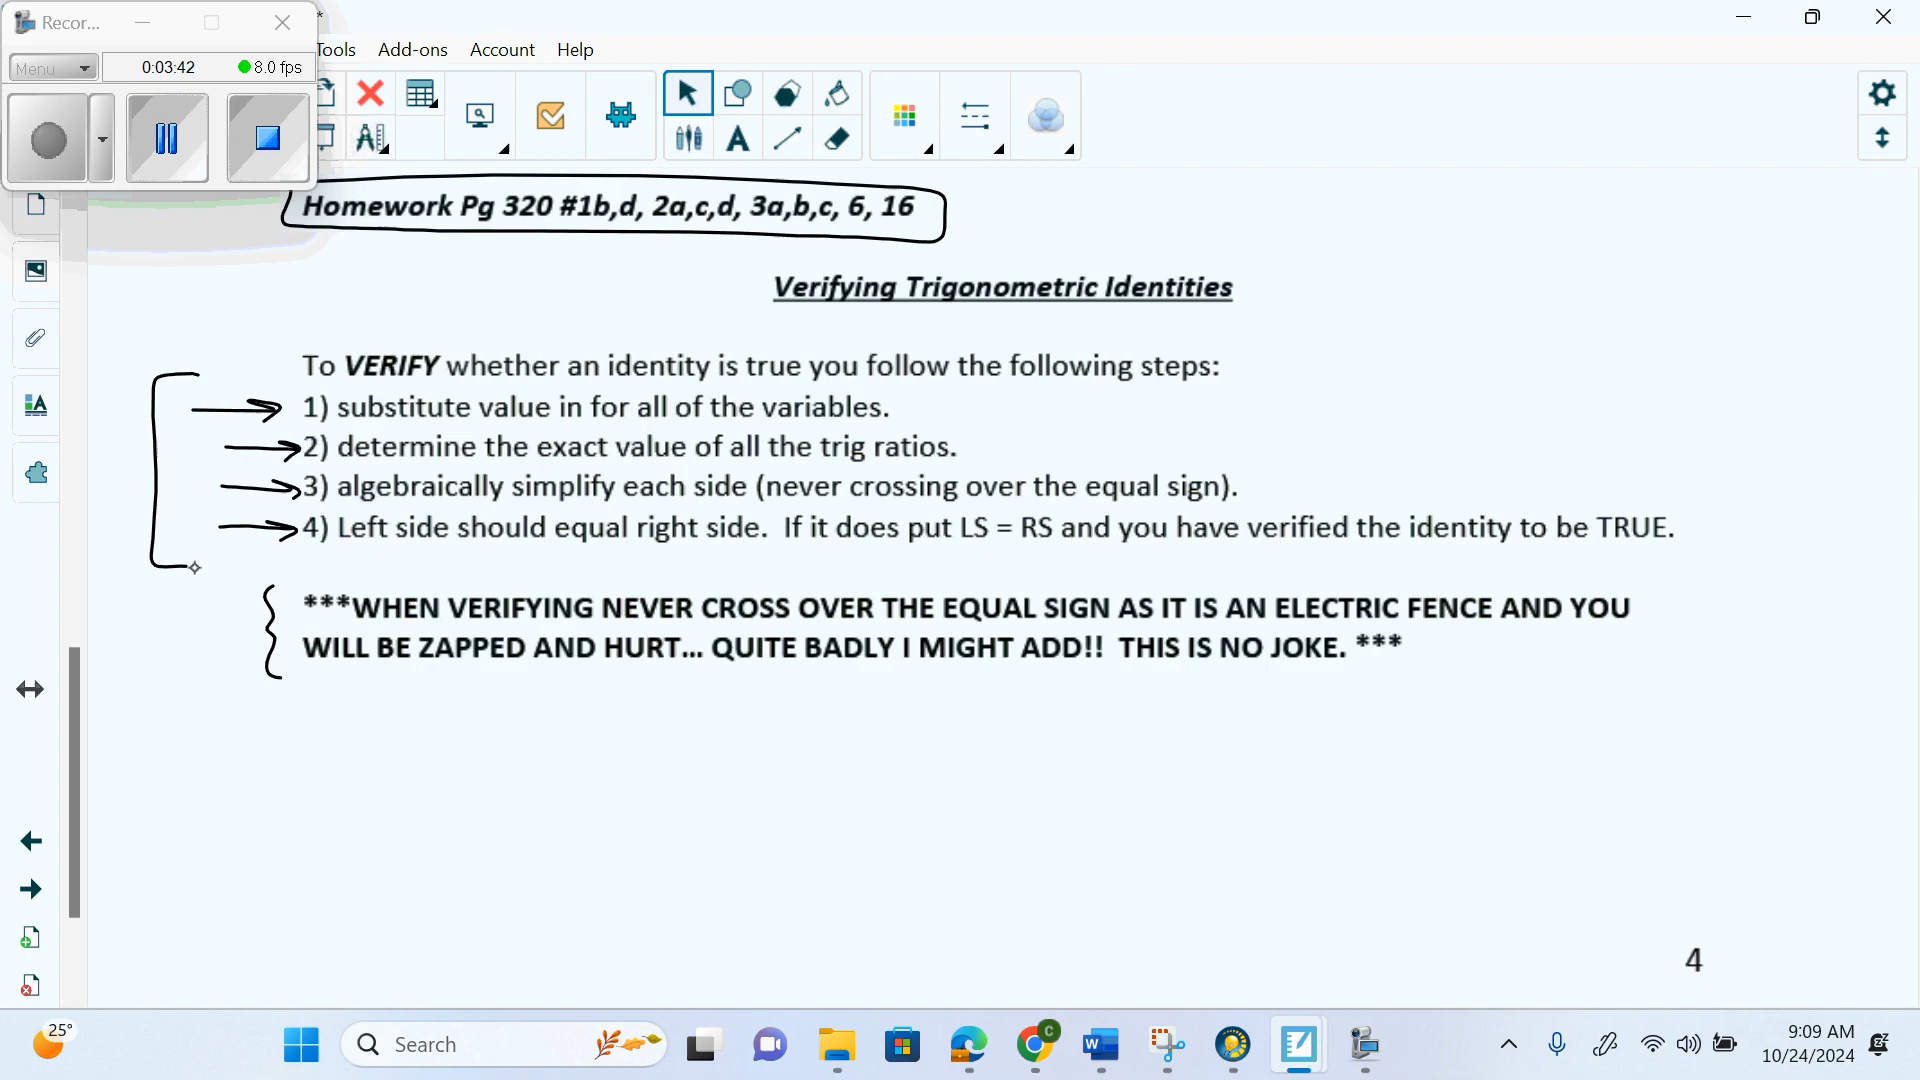 Recor...
*
Menu
0:03:42
8.0 fps
Tools Add-ons Account Help
Homework Pg 320 #1b,d, 2a,c,d, 3a,b,c, 6, 16
Verifying Trigonometric Identities
To VERIFY whether an identity is true you follow the following steps:
1) substitute value in for all of the variables.
2) determine the exact value of all the trig ratios.
3) algebraically simplify each side (never crossing over the equal sign).
4) Left side should equal right side. If it does put LS = RS and you have verified the identity to be TRUE.
***WHEN VERIFYING NEVER CROSS OVER THE EQUAL SIGN AS IT IS AN ELECTRIC FENCE AND YOU
WILL BE ZAPPED AND HURT... QUITE BADLY I MIGHT ADD!! THIS IS NO JOKE. ***
4
25°
Search
C
W
9:09 AM
10/24/2024